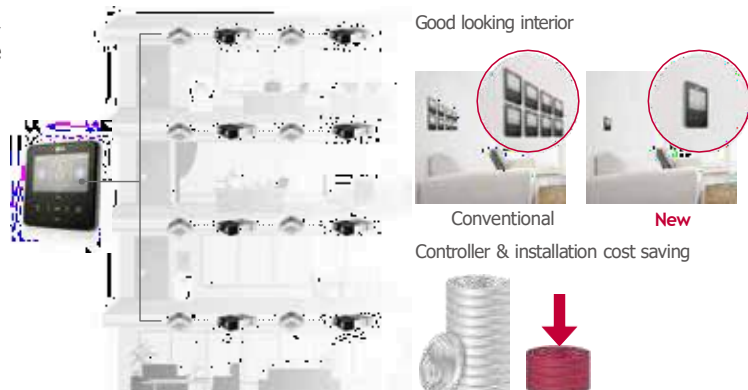 Good looking interior
Conventional
New
Controller & installation cost saving